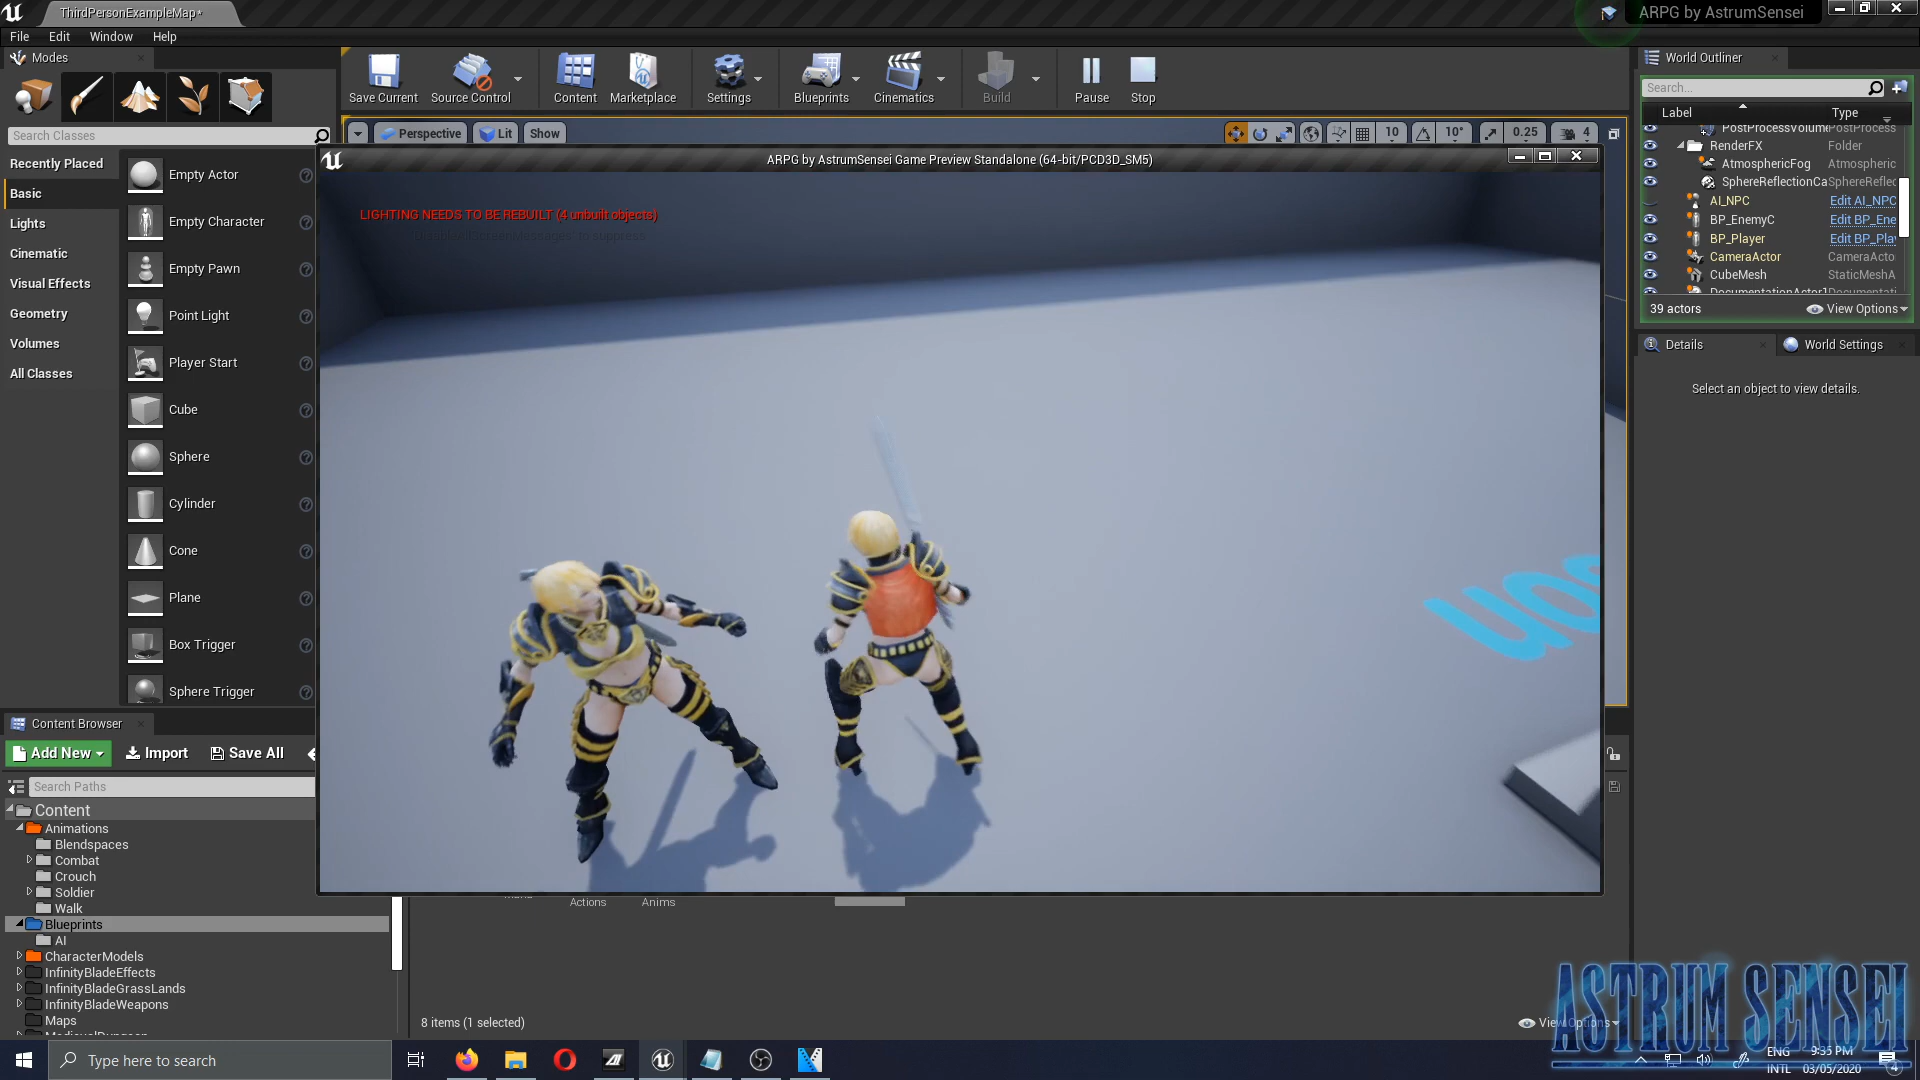 ThirdPersonExampleMap*
ARPG by AstrumSensei
File Edit Window Help
Modes
Save Current
Source Control
Content
Marketplace
Settings
Blueprints
Cinematics
Build
Pause
Stop
World Outliner
Search...
Label Type
Search Classes
Perspective
Lit
Show
10
10°
0.25
4
ARPG by AstrumSensei Game Preview Standalone (64-bit/PCD3D_SM5)
LIGHTING NEEDS TO BE REBUILT (4 unbuilt objects)
'DisableAllScreenMessages' to suppress
Recently Placed
Basic
Lights
Cinematic
Visual Effects
Geometry
Volumes
All Classes
Empty Actor
Empty Character
Empty Pawn
Point Light
Player Start
Cube
Sphere
Cylinder
Cone
Plane
Box Trigger
Sphere Trigger
PostProcessVolume PostProcess
RenderFX Folder
AtmosphericFog Atmospheric
SphereReflectionCa SphereReflec
AI_NPC Edit AI_NPC
BP_EnemyC Edit BP_Ene
BP_Player Edit BP_Play
CameraActor CameraActo
CubeMesh StaticMeshA
DocumentationActor1 Documentati
39 actors
View Options
Details
World Settings
Select an object to view details.
Content Browser
Add New
Import
Save All
Search Paths
Content
Animations
Blendspaces
Combat
Crouch
Soldier
Walk
Blueprints
AI
CharacterModels
InfinityBladeEffects
InfinityBladeGrassLands
InfinityBladeWeapons
Maps
Actions
Anims
8 items (1 selected)
View Options
ASTRUM SENSEI
Type here to search
ENG
INTL
9:35 PM
03/05/2020
4